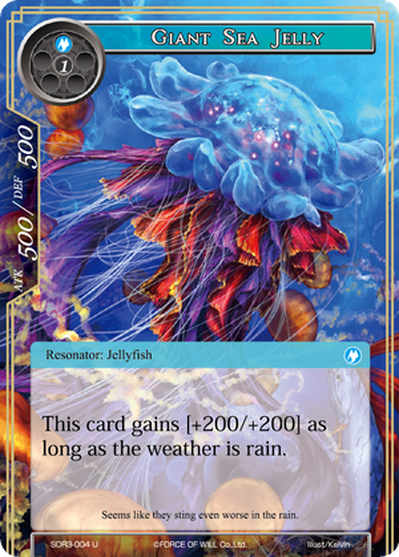 Giant Sea Jelly
1
ATK 500 / DEF 500
Resonator: Jellyfish
This card gains [+200/+200] as
long as the weather is rain.
Seems like they sting even worse in the rain.
SDR3-004 U ©FORCE OF WILL Co.,Ltd. Illust/KelVin